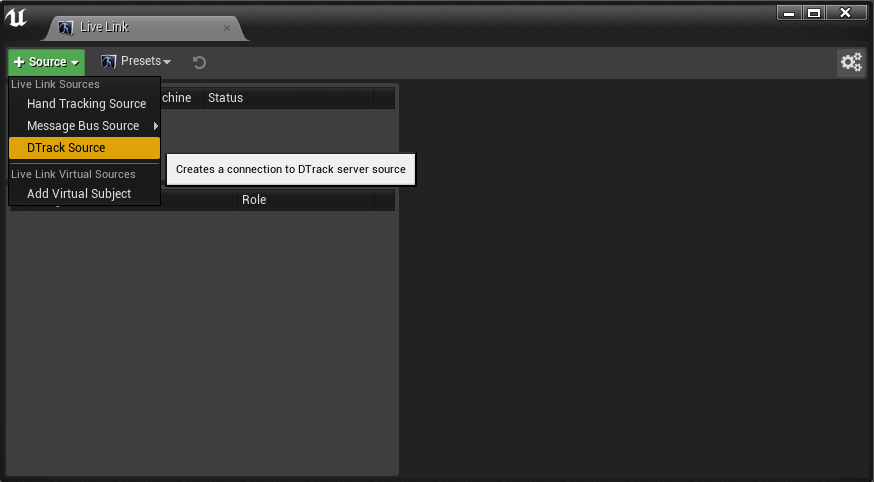 Live Link
Source
Presets
Live Link Sources
Hand Tracking Source
chine
Status
Message Bus Source
DTrack Source
Creates a connection to DTrack server source
Live Link Virtual Sources
Add Virtual Subject
Role